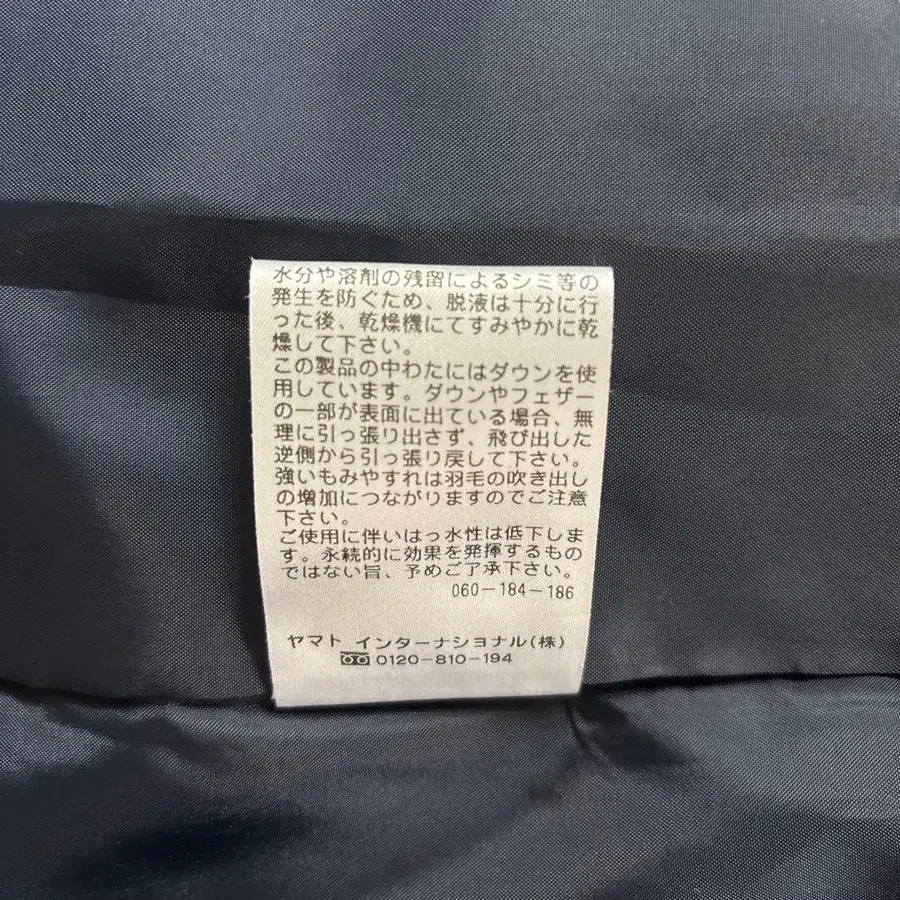 水分や溶剤の残留によるシミ等の
発生を防ぐため、脱液は十分に行
った後、乾燥機にてすみやかに乾
燥して下さい。
この製品の中わたにはダウンを使
用しています。ダウンやフェザー
の一部が表面に出ている場合、無
理に引っ張り出さず、飛び出した
逆側から引っ張り戻して下さい。
強いもみやすれは羽毛の吹き出し
の増加につながりますのでご注意
下さい。
ご使用に伴いはっ水性は低下しま
す。永続的に効果を発揮するもの
ではない旨、予めご了承下さい。
060-184-186
ヤマト インターナショナル(株)
0120-810-194